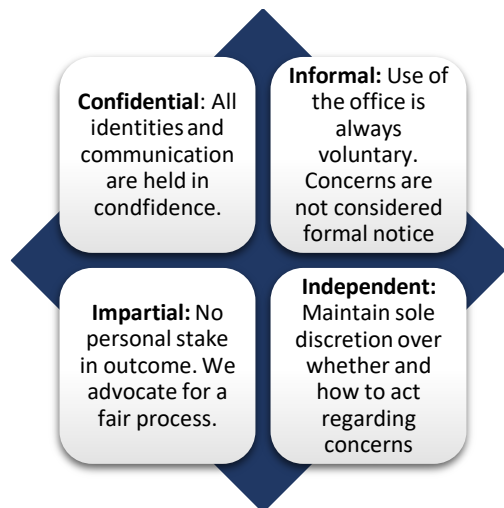 Confidential: All
identities and
communication
are held in
condfidence.
Informal: Use of
the office is
always
voluntary.
Concerns are
not considered
formal notice
Impartial: No
personal stake
in outcome. We
advocate for a
fair process.
Independent:
Maintain sole
discretion over
whether and
how to act
regarding
concerns